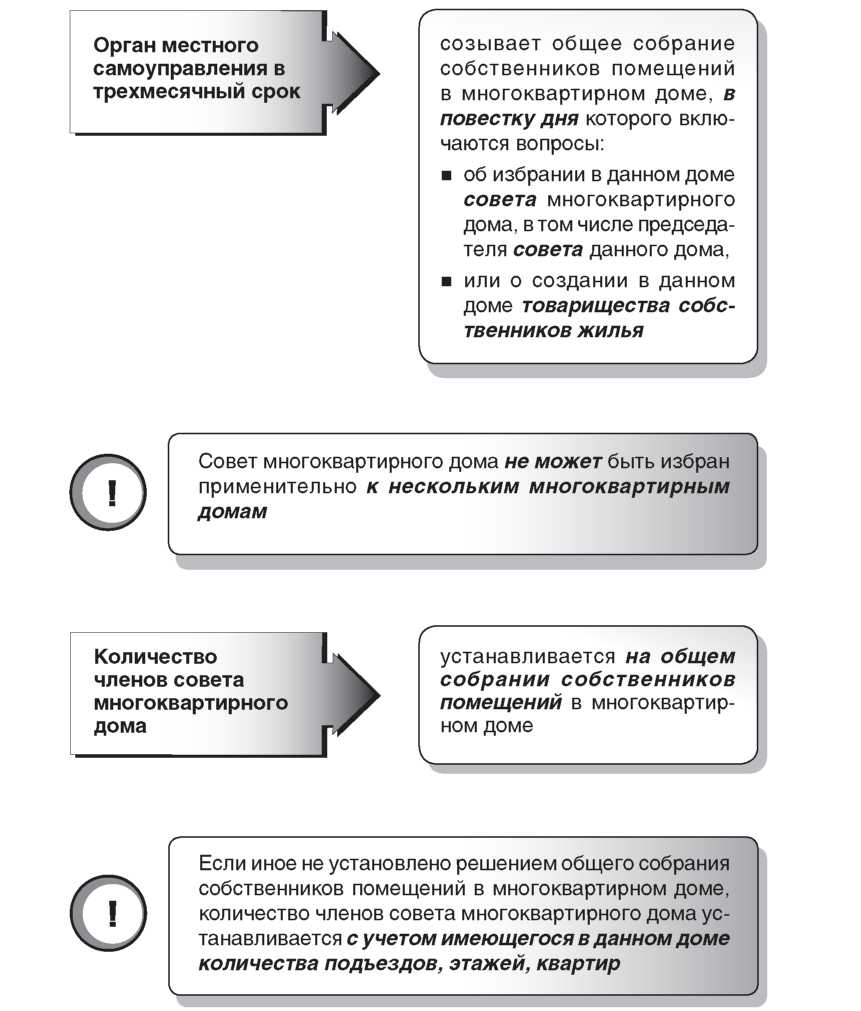 Орган местного
самоуправления в
трехмесячный срок
созывает общее собрание
собственников помещений
в многоквартирном доме, в
повестку дня которого вклю-
чаются вопросы:
■ об избрании в данном доме
совета многоквартирного
дома, в том числе председа-
теля совета данного дома,
■ или о создании в данном
доме товарищества собс-
твенников жилья
!
Совет многоквартирного дома не может быть избран
применительно к нескольким многоквартирным
домам
Количество
членов совета
многоквартирного
дома
устанавливается на общем
собрании собственников
помещений в многоквартир-
ном доме
!
Если иное не установлено решением общего собрания
собственников помещений в многоквартирном доме,
количество членов совета многоквартирного дома ус-
танавливается с учетом имеющегося в данном доме
количества подъездов, этажей, квартир